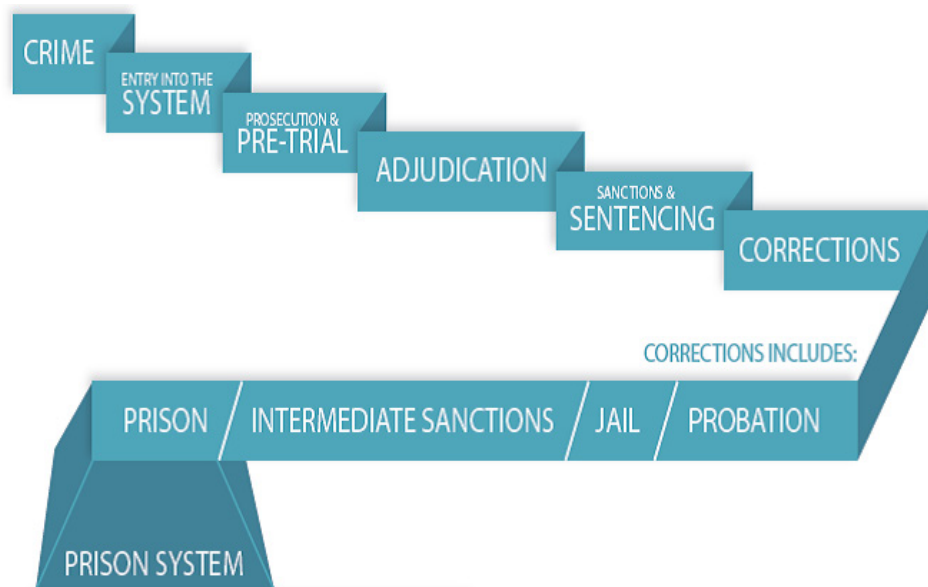 CRIME
ENTRY INTO THE
SYSTEM
PROSECUTION &
PRE-TRIAL
ADJUDICATION
SANCTIONS &
SENTENCING
CORRECTIONS
CORRECTIONS INCLUDES:
PRISON / INTERMEDIATE SANCTIONS / JAIL / PROBATION
PRISON SYSTEM